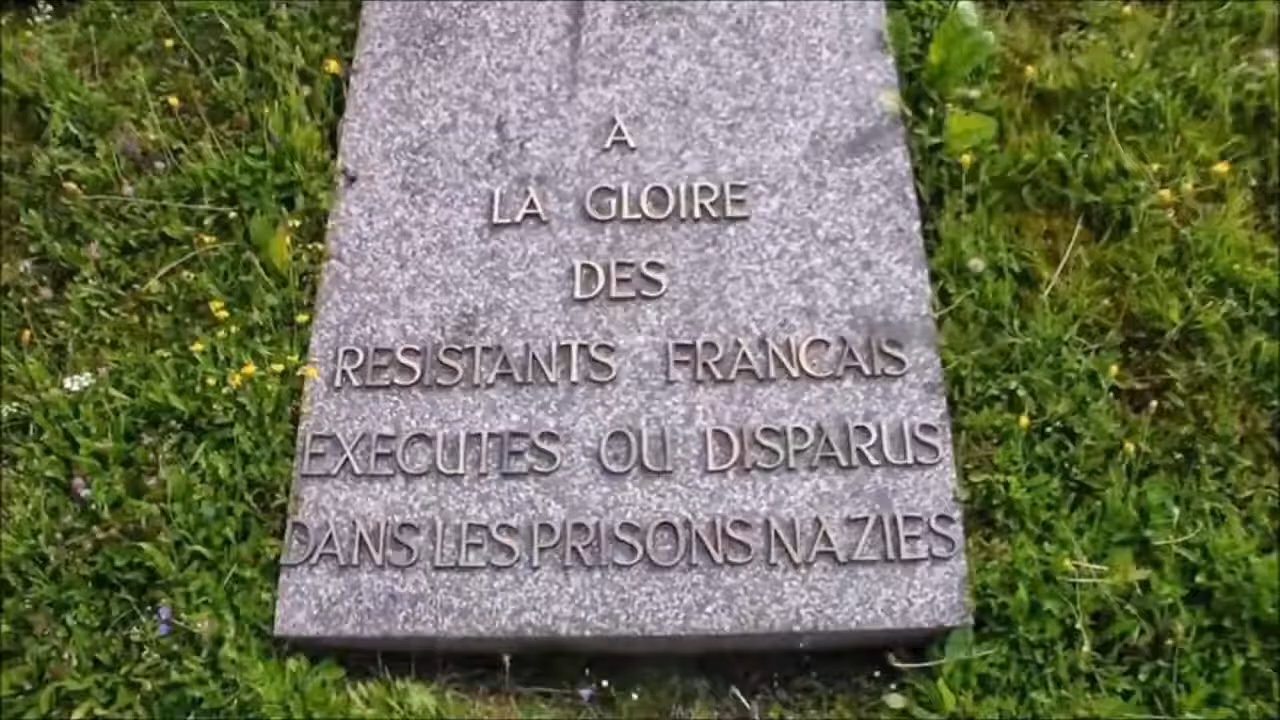 A
LA GLOIRE
DES
RESISTANTS FRANCAIS
EXECUTES OU DISPARUS
DANS LES PRISONS NAZIES